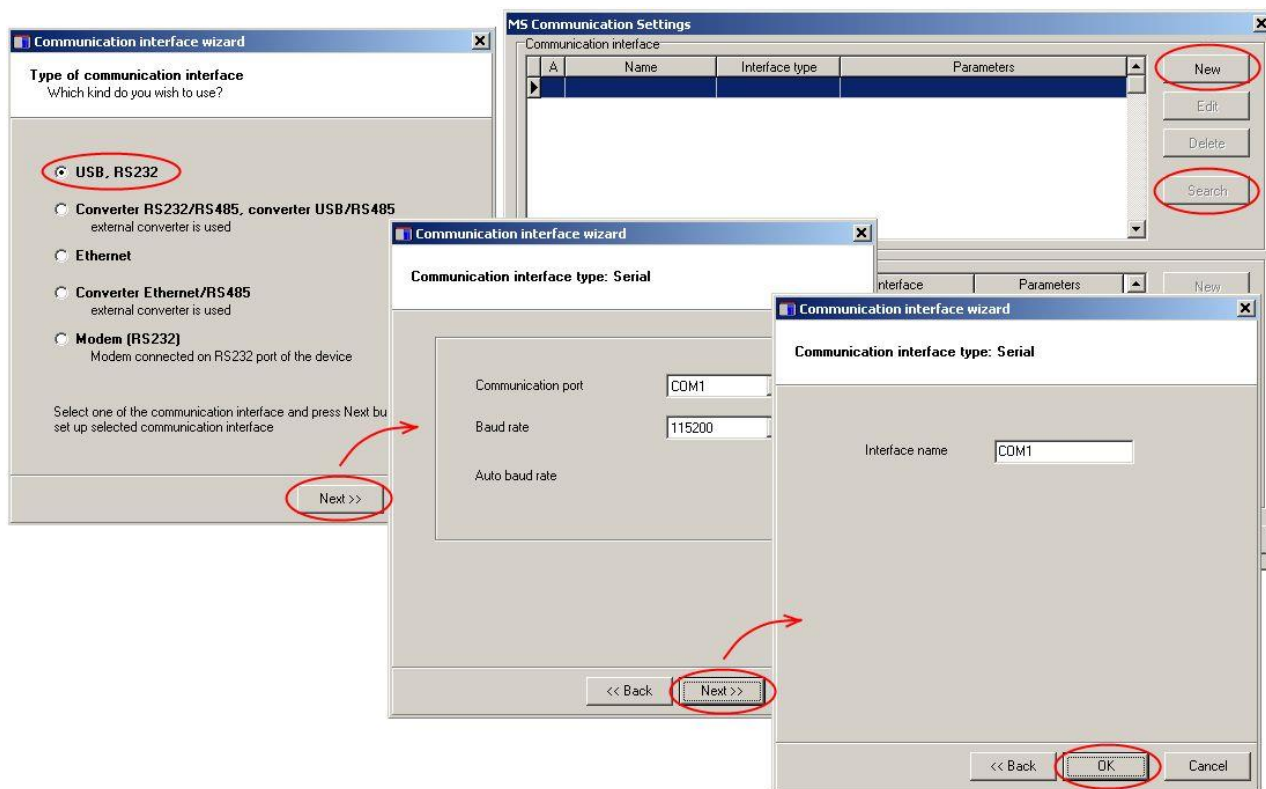 MS Communication Settings
Communication interface
A Name Interface type Parameters
New
Edit
Delete
Search
Interface Parameters
New
Communication interface wizard
Type of communication interface
Which kind do you wish to use?
USB, RS232
Converter RS232/RS485, converter USB/RS485
external converter is used
Ethernet
Converter Ethernet/RS485
external converter is used
Modem (RS232)
Modem connected on RS232 port of the device
Select one of the communication interface and press Next bu
set up selected communication interface
Next >>
Communication interface wizard
Communication interface type: Serial
Communication port COM1
Baud rate 115200
Auto baud rate
<< Back Next >>
Communication interface wizard
Communication interface type: Serial
Interface name COM1
<< Back OK Cancel